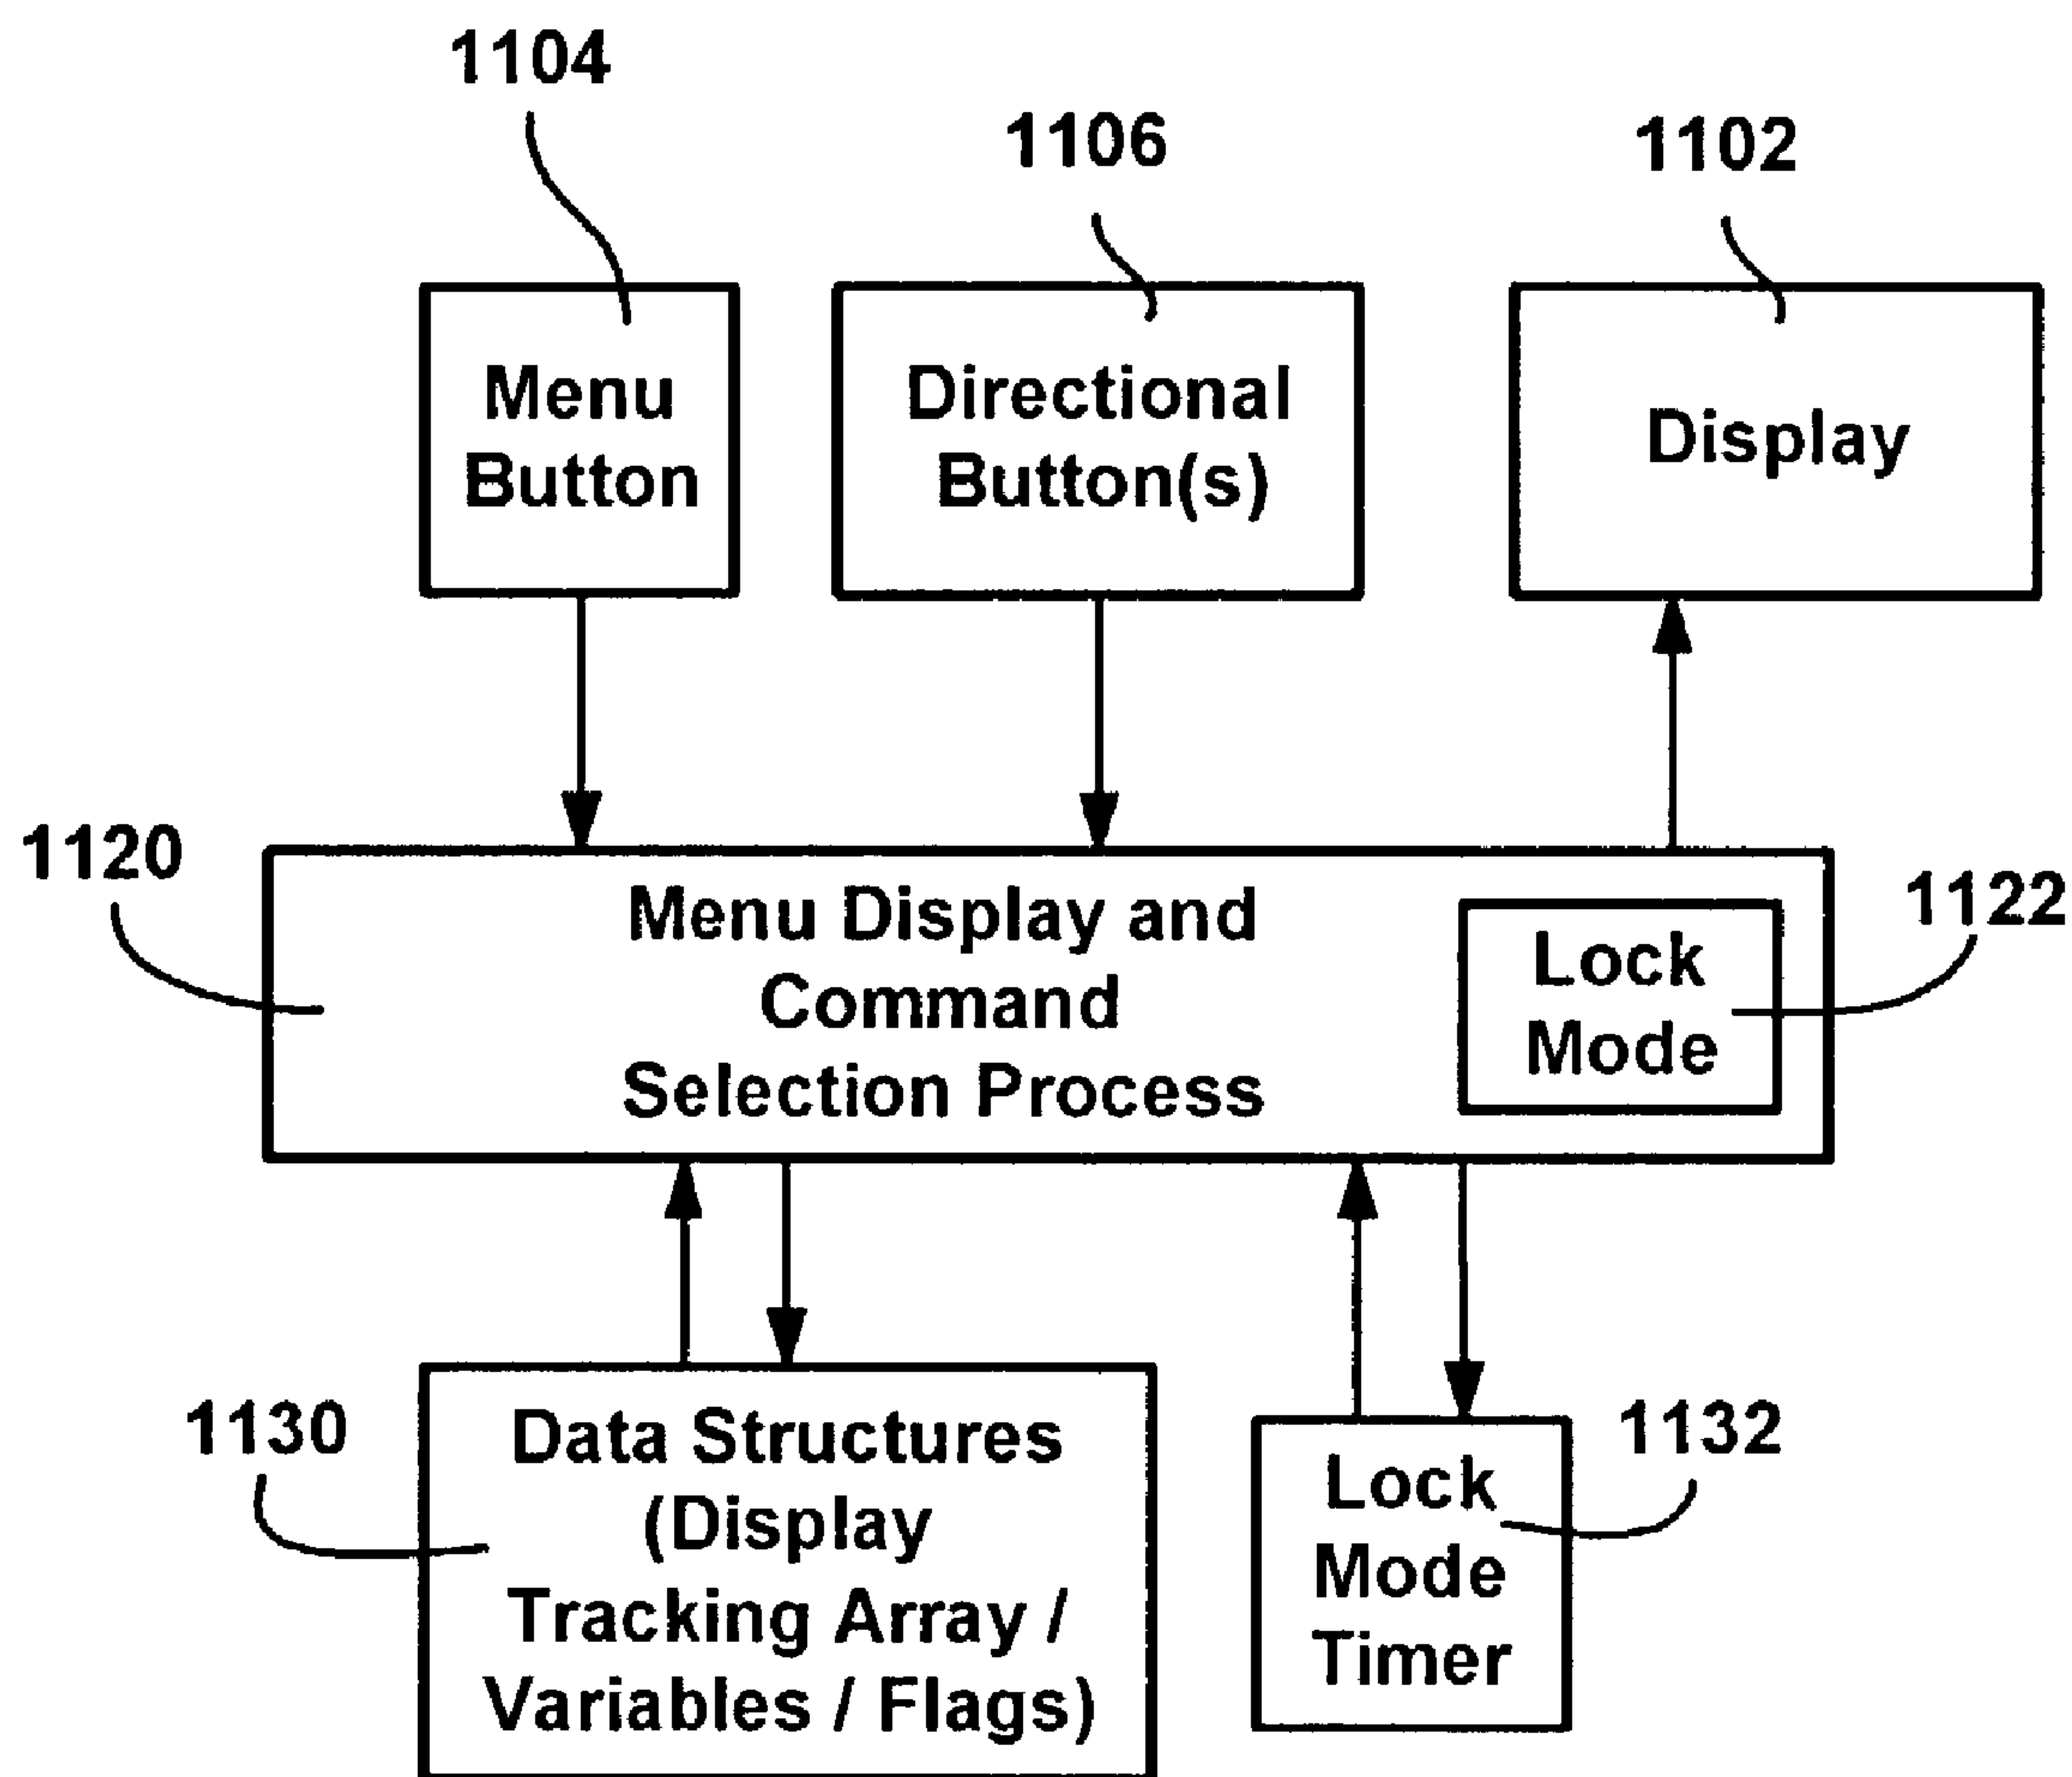 1104
1106
1102
Menu
Button
Directional
Button(s)
Display
1120
Menu Display and
Command
Selection Process
Lock
Mode
1122
1130
Data Structures
(Display
Tracking Array /
Variables / Flags)
Lock
Mode
Timer
1132